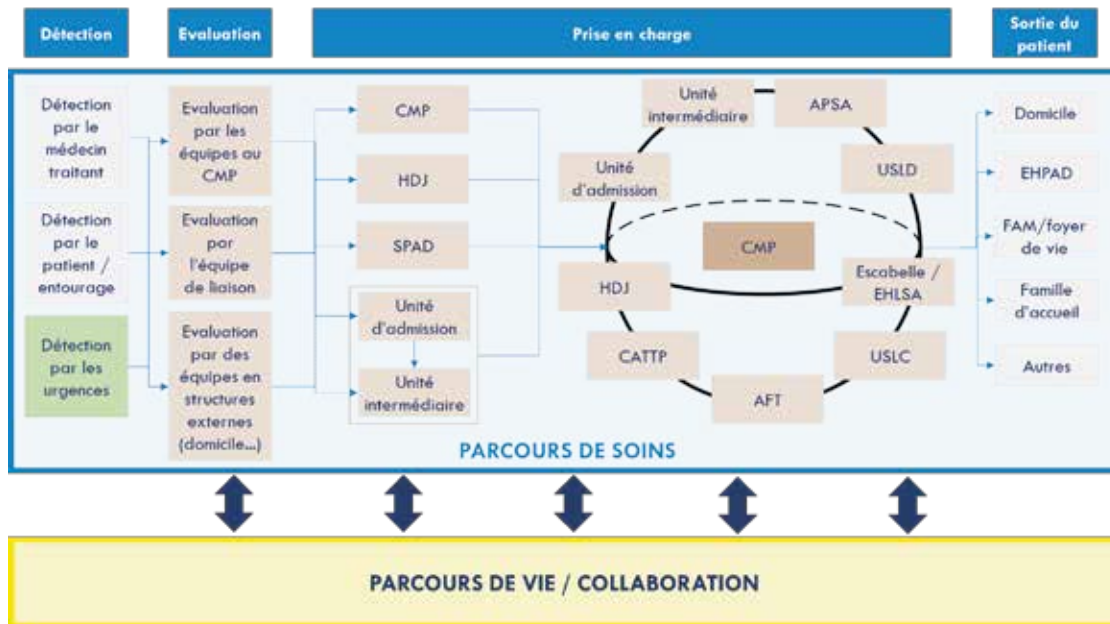 Détection
Evaluation
Prise en charge
Sortie du
patient
Détection
par le
médecin
traitant
Détection
par le
patient /
entourage
Détection
par les
urgences
Evaluation
par les
équipes au
CMP
Evaluation
par
l'équipe
de liaison
Evaluation
par des
équipes en
structures
externes
(domicile...)
CMP
HDJ
SPAD
Unité
d'admission
Unité
intermédiaire
Unité
intermédiaire
APSA
Unité
d'admission
USLD
CMP
HDJ
Escabelle /
EHLSA
CATTP
USLC
AFT
Domicile
EHPAD
FAM/foyer
de vie
Famille
d'accueil
Autres
PARCOURS DE SOINS
PARCOURS DE VIE / COLLABORATION